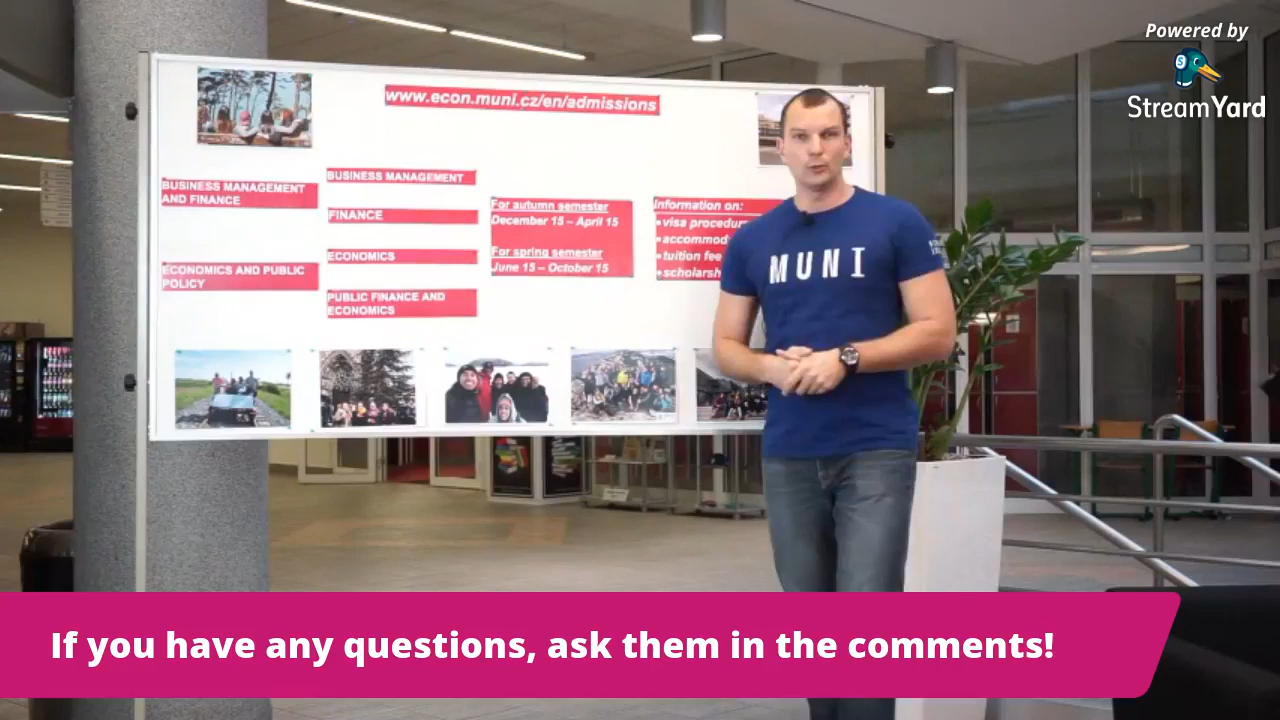 Powered by
StreamYard
www.econ.muni.cz/en/admissions
BUSINESS MANAGEMENT
AND FINANCE
ECONOMICS AND PUBLIC
POLICY
BUSINESS MANAGEMENT
FINANCE
ECONOMICS
PUBLIC FINANCE AND
ECONOMICS
For autumn semester
December 15 – April 15
For spring semester
June 15 – October 15
Information on:
• visa
•
• tuition
•
MUNI
If you have any questions, ask them in the comments!